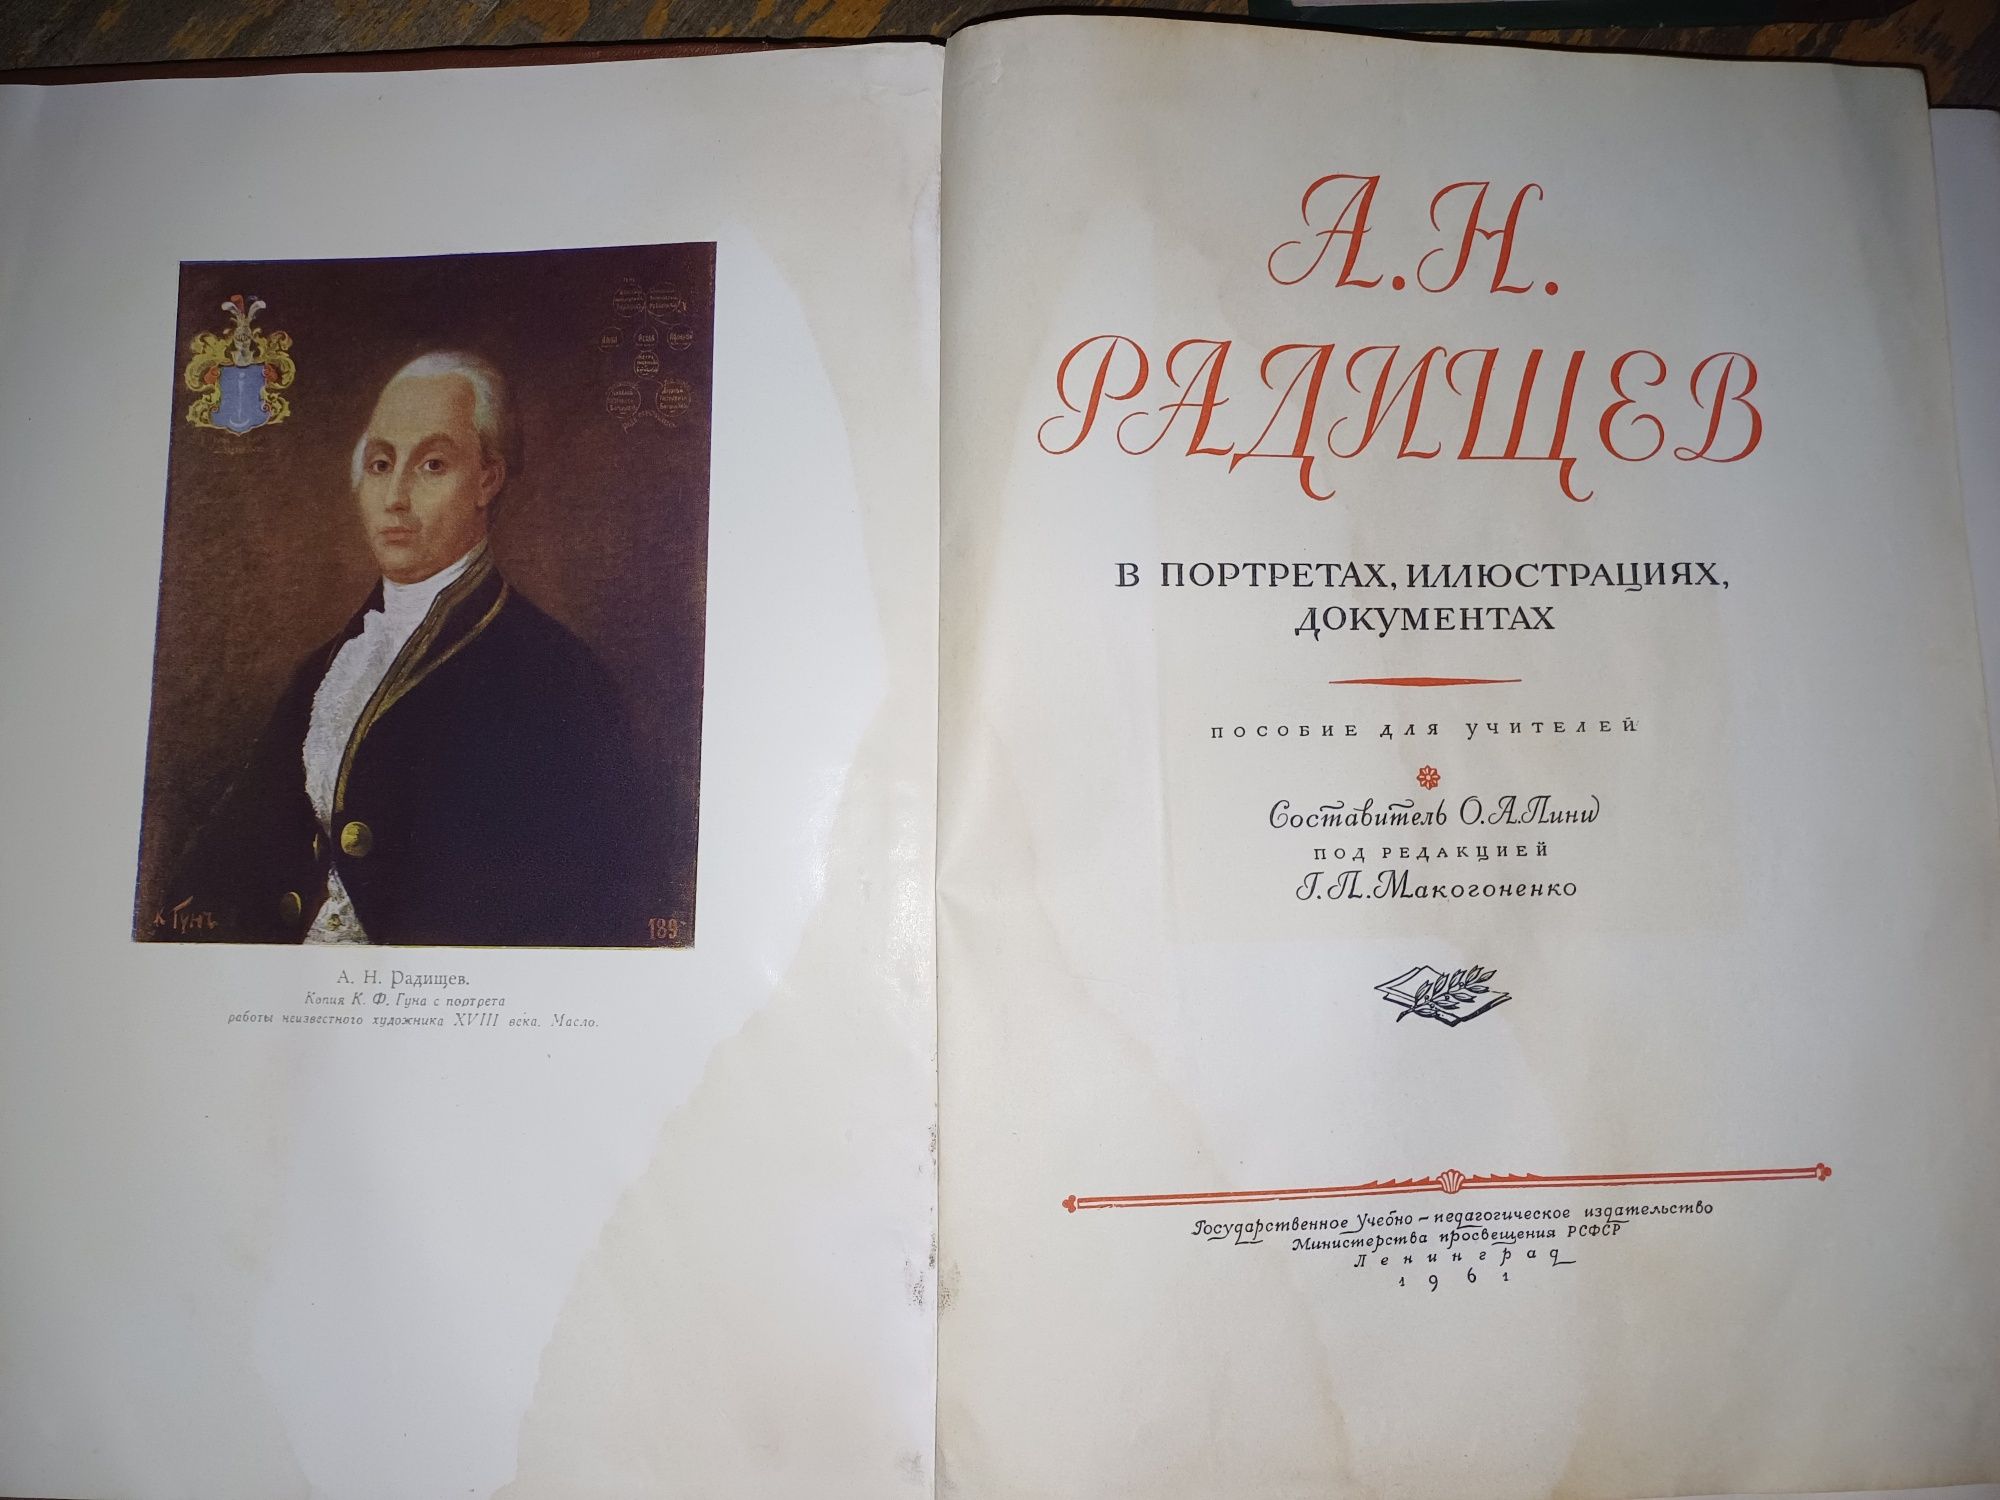 К Гунъ
189
А. Н. Радищев.
Копия К. Ф. Гуна с портрета
работы неизвестного художника XVIII века. Масло.
А. Н.
РАДИЩЕВ
В ПОРТРЕТАХ, ИЛЛЮСТРАЦИЯХ,
ДОКУМЕНТАХ
ПОСОБИЕ ДЛЯ УЧИТЕЛЕЙ
Составитель О. А. Пини
ПОД РЕДАКЦИЕЙ
Г. П. Макогоненко
Государственное Учебно-педагогическое издательство
Министерства просвещения РСФСР
Ленинград
1961